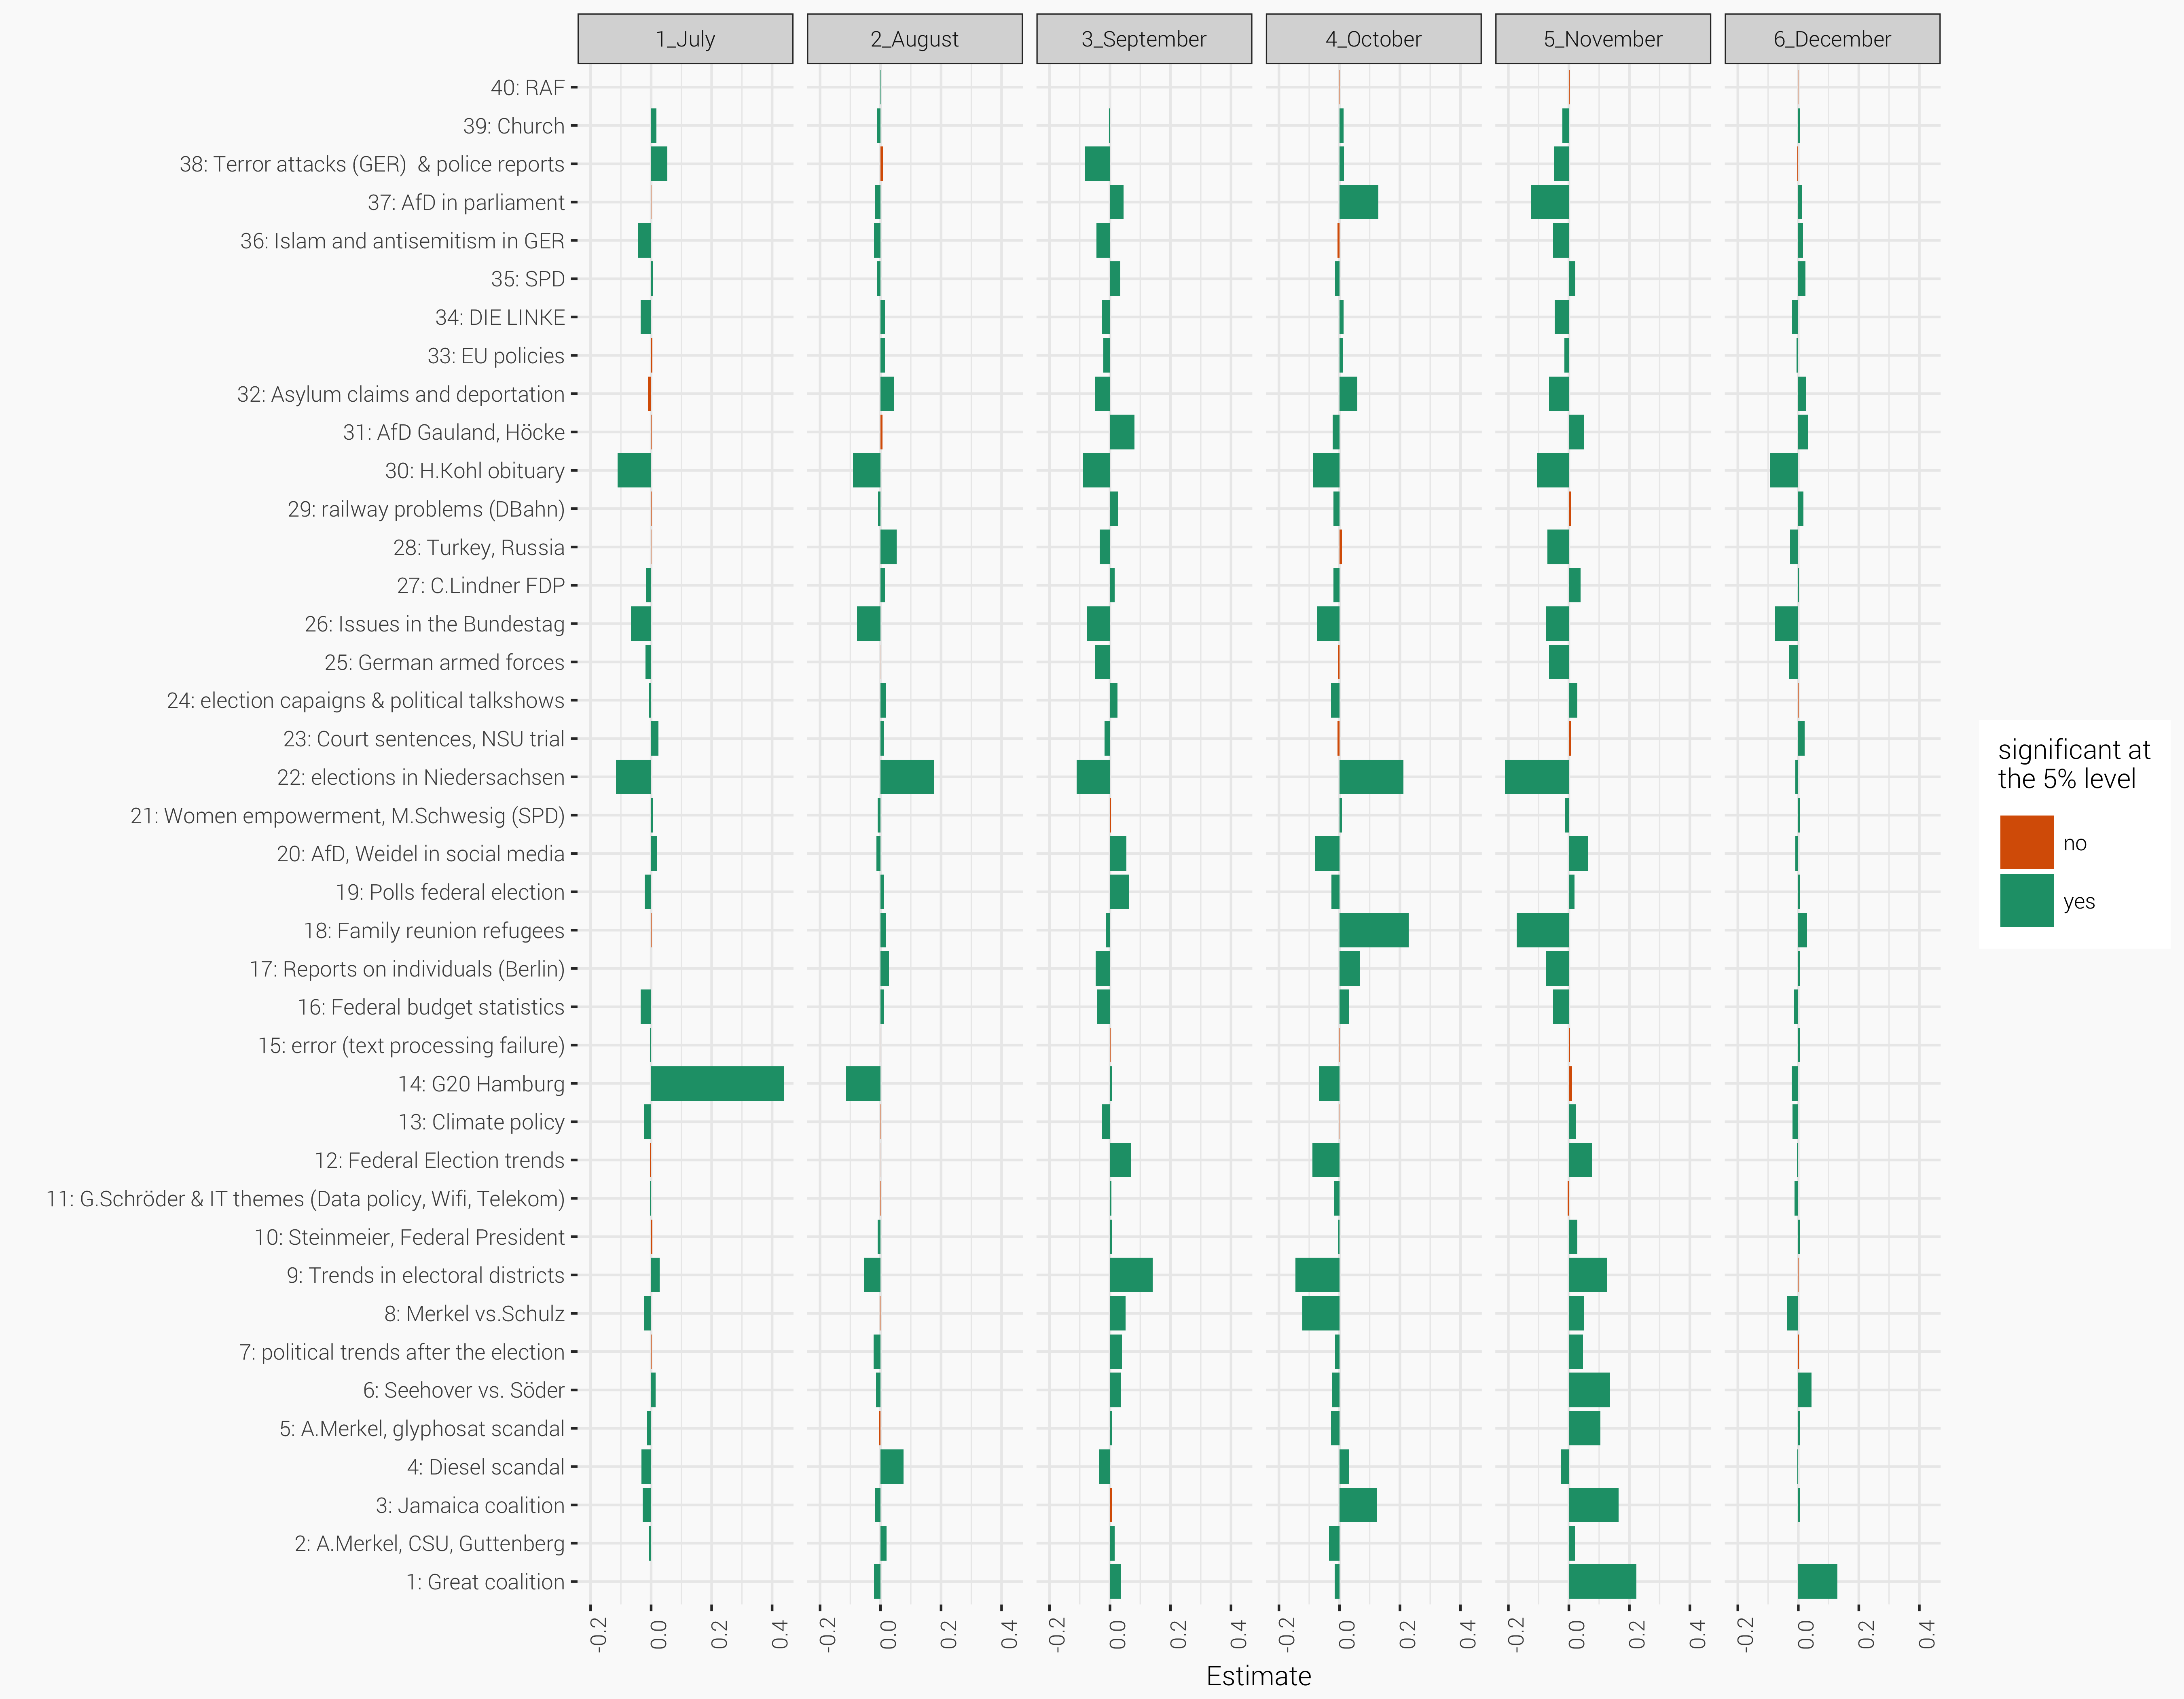 1_July
2_August
3_September
4_October
5_November
6_December
40: RAF
39: Church
38: Terror attacks (GER)  & police reports
37: AfD in parliament
36: Islam and antisemitism in GER
35: SPD
34: DIE LINKE
33: EU policies
32: Asylum claims and deportation
31: AfD Gauland, Höcke
30: H.Kohl obituary
29: railway problems (DBahn)
28: Turkey, Russia
27: C.Lindner FDP
26: Issues in the Bundestag
25: German armed forces
24: election capaigns & political talkshows
23: Court sentences, NSU trial
22: elections in Niedersachsen
21: Women empowerment, M.Schwesig (SPD)
20: AfD, Weidel in social media
19: Polls federal election
18: Family reunion refugees
17: Reports on individuals (Berlin)
16: Federal budget statistics
15: error (text processing failure)
14: G20 Hamburg
13: Climate policy
12: Federal Election trends
11: G.Schröder & IT themes (Data policy, Wifi, Telekom)
10: Steinmeier, Federal President
9: Trends in electoral districts
8: Merkel vs.Schulz
7: political trends after the election
6: Seehover vs. Söder
5: A.Merkel, glyphosat scandal
4: Diesel scandal
3: Jamaica coalition
2: A.Merkel, CSU, Guttenberg
1: Great coalition
-0.2 0.0 0.2 0.4
-0.2 0.0 0.2 0.4
-0.2 0.0 0.2 0.4
-0.2 0.0 0.2 0.4
-0.2 0.0 0.2 0.4
-0.2 0.0 0.2 0.4
Estimate
significant at
the 5% level
no
yes